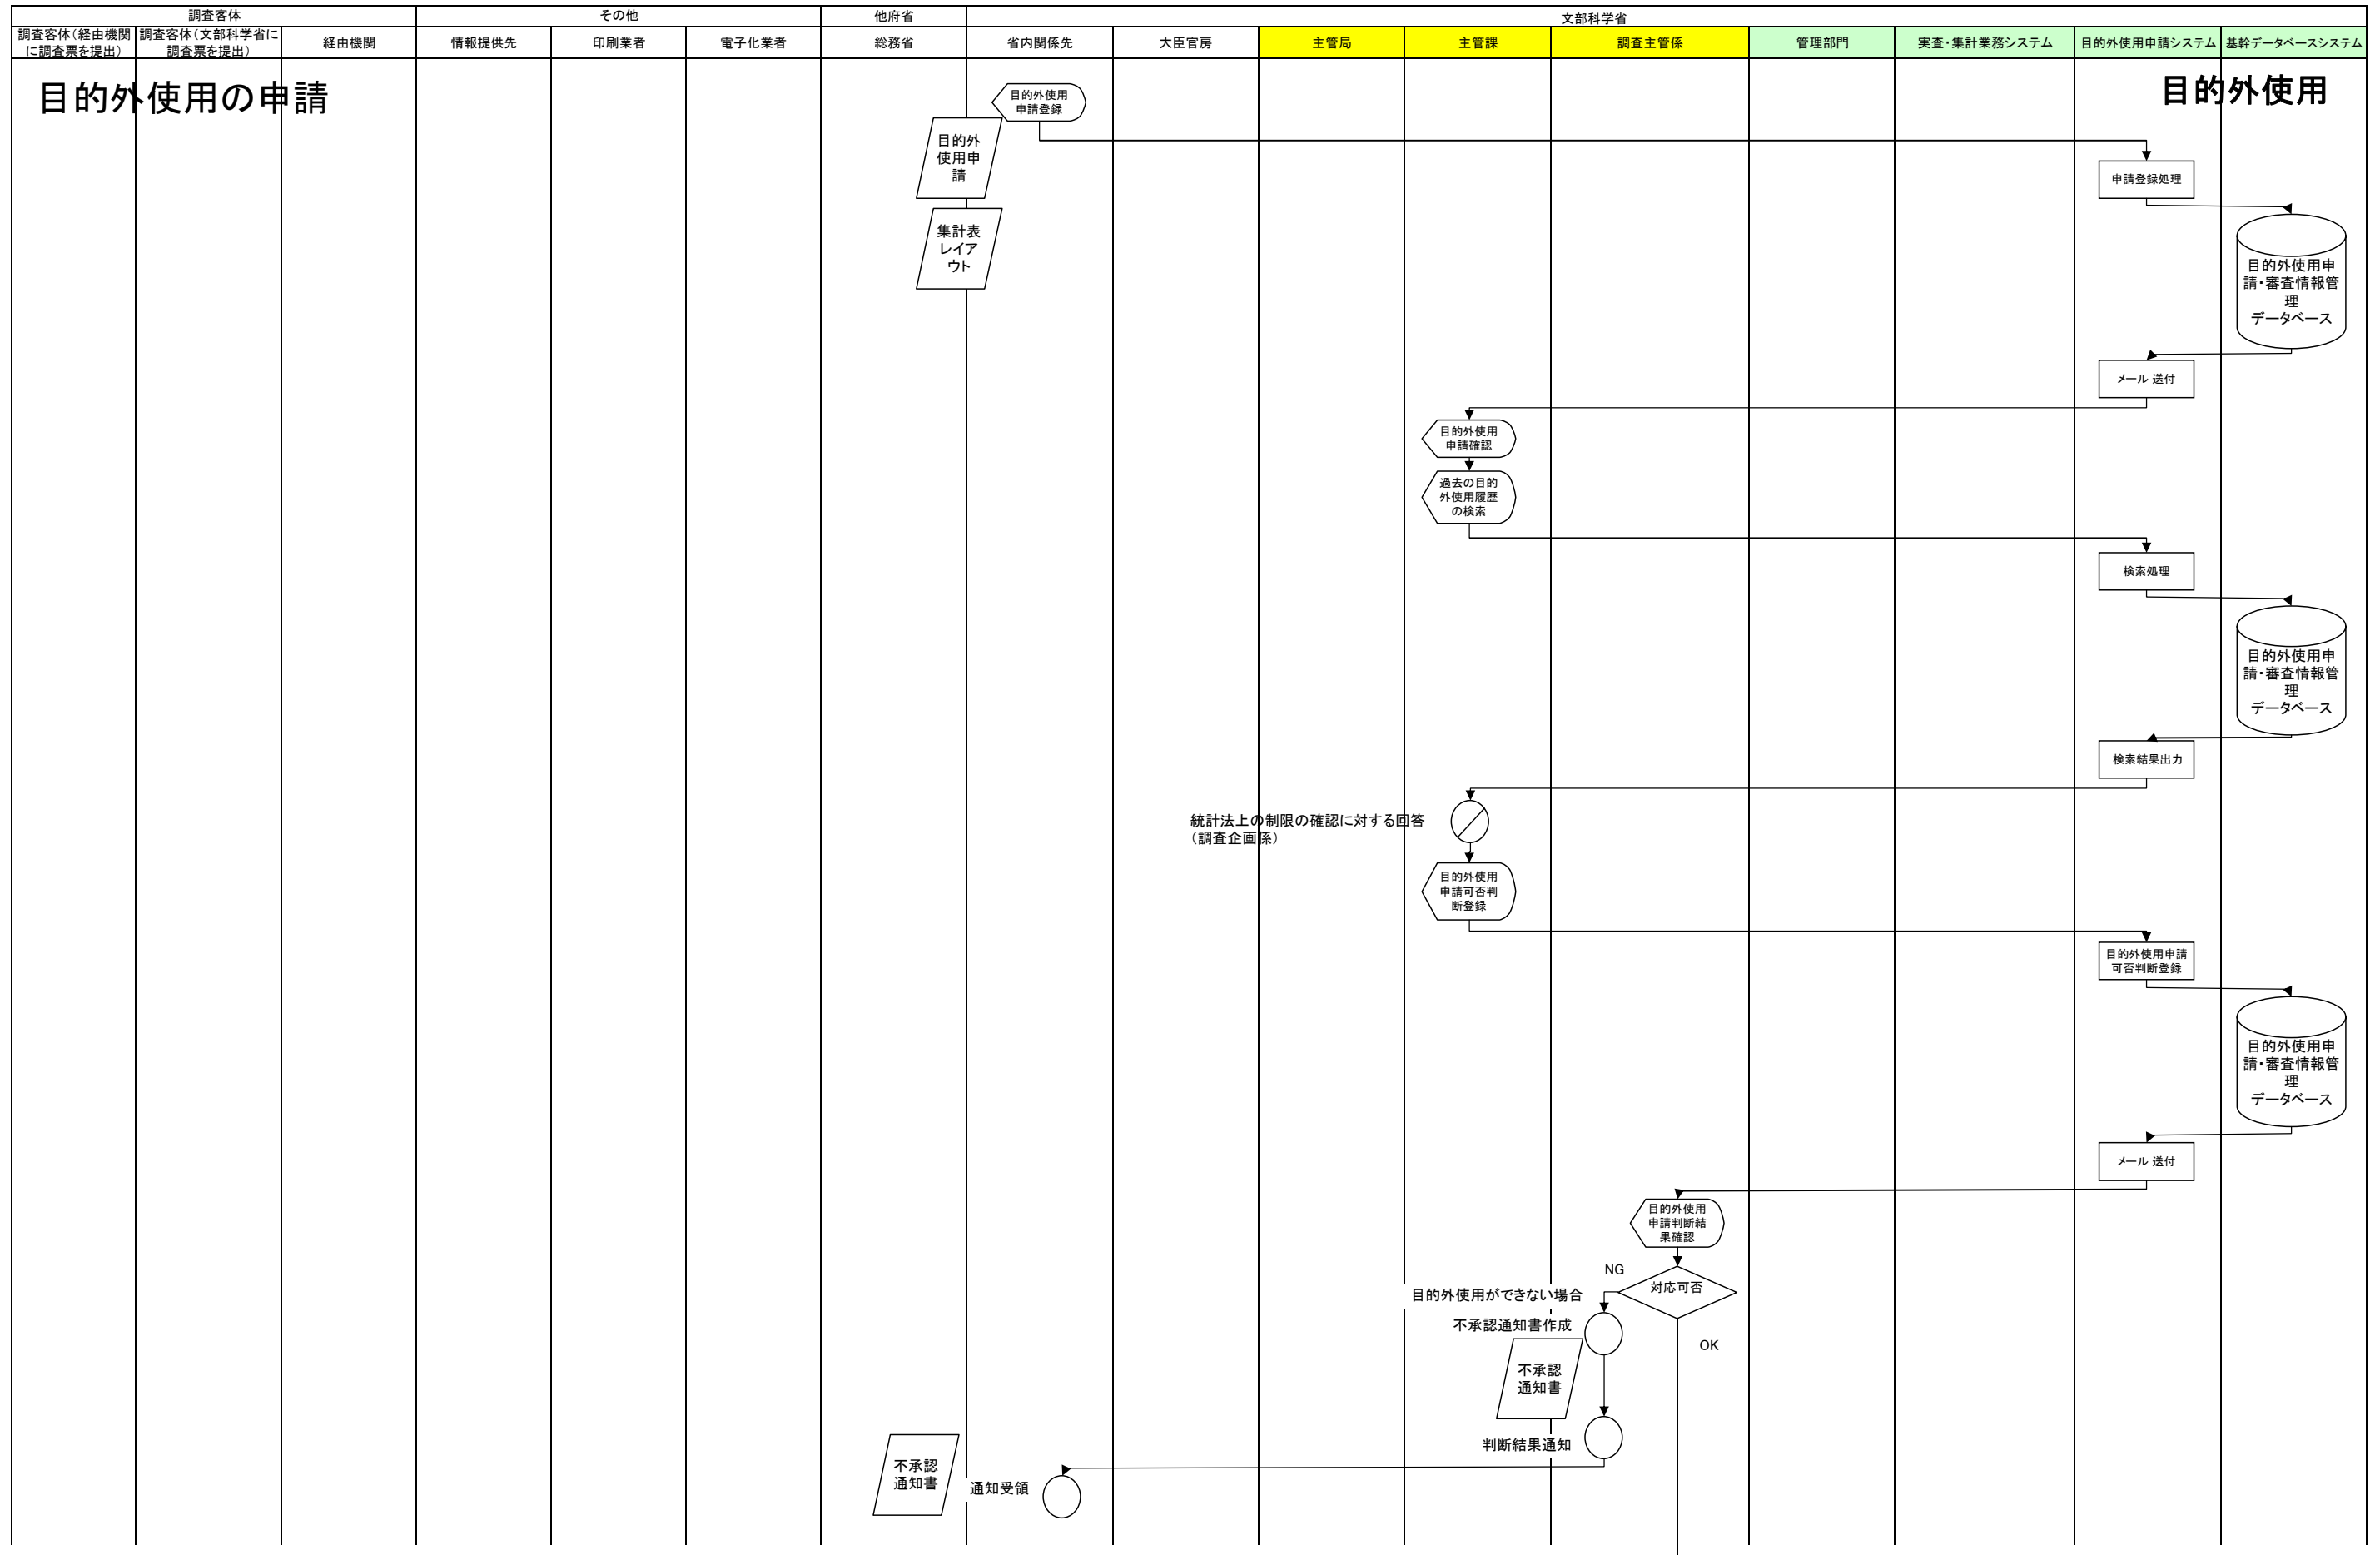 調査客体
その他
他府省
文部科学省
調査客体（経由機関
に調査票を提出）
調査客体（文部科学省に
調査票を提出）
経由機関
情報提供先
印刷業者
電子化業者
総務省
省内関係先
大臣官房
主管局
主管課
調査主管係
管理部門
実査・集計業務システム
目的外使用申請システム
基幹データベースシステム
目的外使用の申請
目的外使用
目的外使用
申請登録
目的外
使用申
請
申請登録処理
集計表
レイア
ウト
目的外使用申
請・審査情報管
理
データベース
メール 送付
目的外使用
申請確認
過去の目的
外使用履歴
の検索
検索処理
目的外使用申
請・審査情報管
理
データベース
検索結果出力
統計法上の制限の確認に対する回答
（調査企画係）
目的外使用
申請可否判
断登録
目的外使用申請
可否判断登録
目的外使用申
請・審査情報管
理
データベース
メール 送付
目的外使用
申請判断結
果確認
NG
対応可否
目的外使用ができない場合
不承認通知書作成
OK
不承認
通知書
判断結果通知
不承認
通知書
通知受領